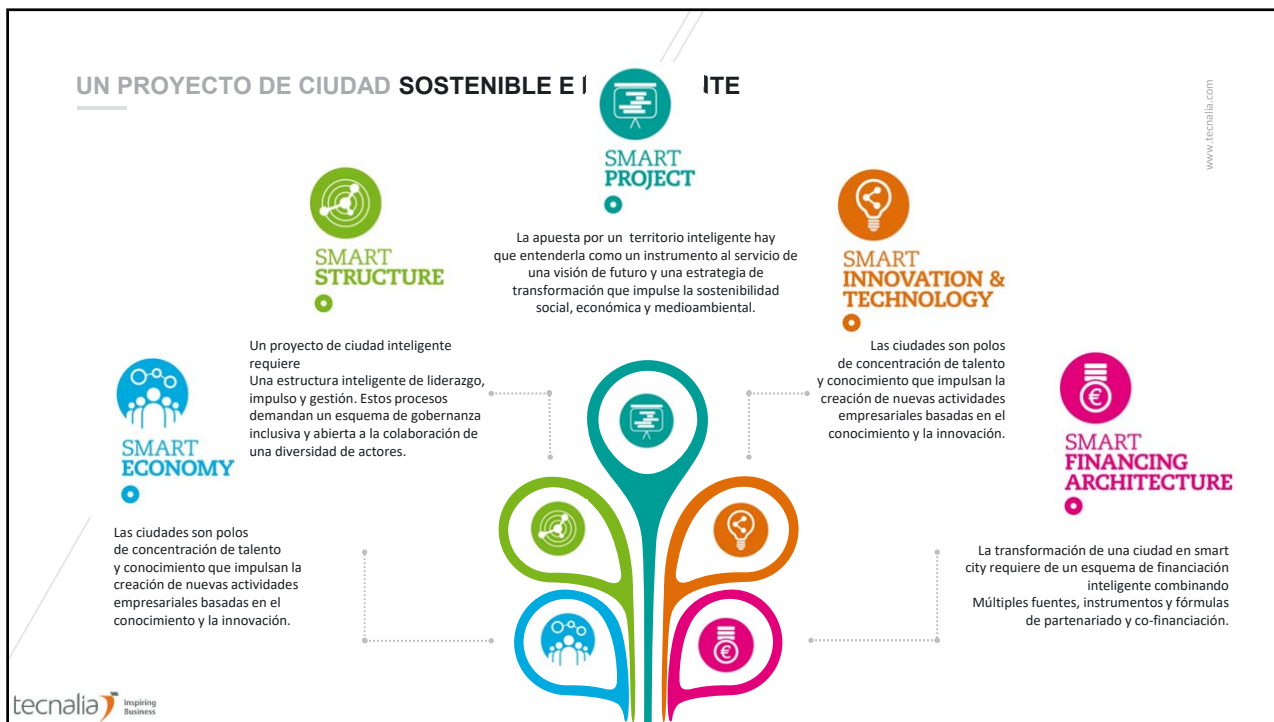 UN PROYECTO DE CIUDAD SOSTENIBLE E
www.tecnalia.com
SMART
PROJECT
La apuesta por un territorio inteligente hay
que entenderla como un instrumento al servicio de
una visión de futuro y una estrategia de
transformación que impulse la sostenibilidad
social, económica y medioambiental.
SMART
STRUCTURE
Un proyecto de ciudad inteligente
requiere
Una estructura inteligente de liderazgo,
impulso y gestión. Estos procesos
demandan un esquema de gobernanza
inclusiva y abierta a la colaboración de
una diversidad de actores.
SMART
INNOVATION &
TECHNOLOGY
Las ciudades son polos
de concentración de talento
y conocimiento que impulsan la
creación de nuevas actividades
empresariales basadas en el
conocimiento y la innovación.
SMART
ECONOMY
Las ciudades son polos
de concentración de talento
y conocimiento que impulsan la
creación de nuevas actividades
empresariales basadas en el
conocimiento y la innovación.
€
SMART
FINANCING
ARCHITECTURE
La transformación de una ciudad en smart
city requiere de un esquema de financiación
inteligente combinando
Múltiples fuentes, instrumentos y fórmulas
de partenariado y co-financiación.
€
tecnalia
Inspiring
Business